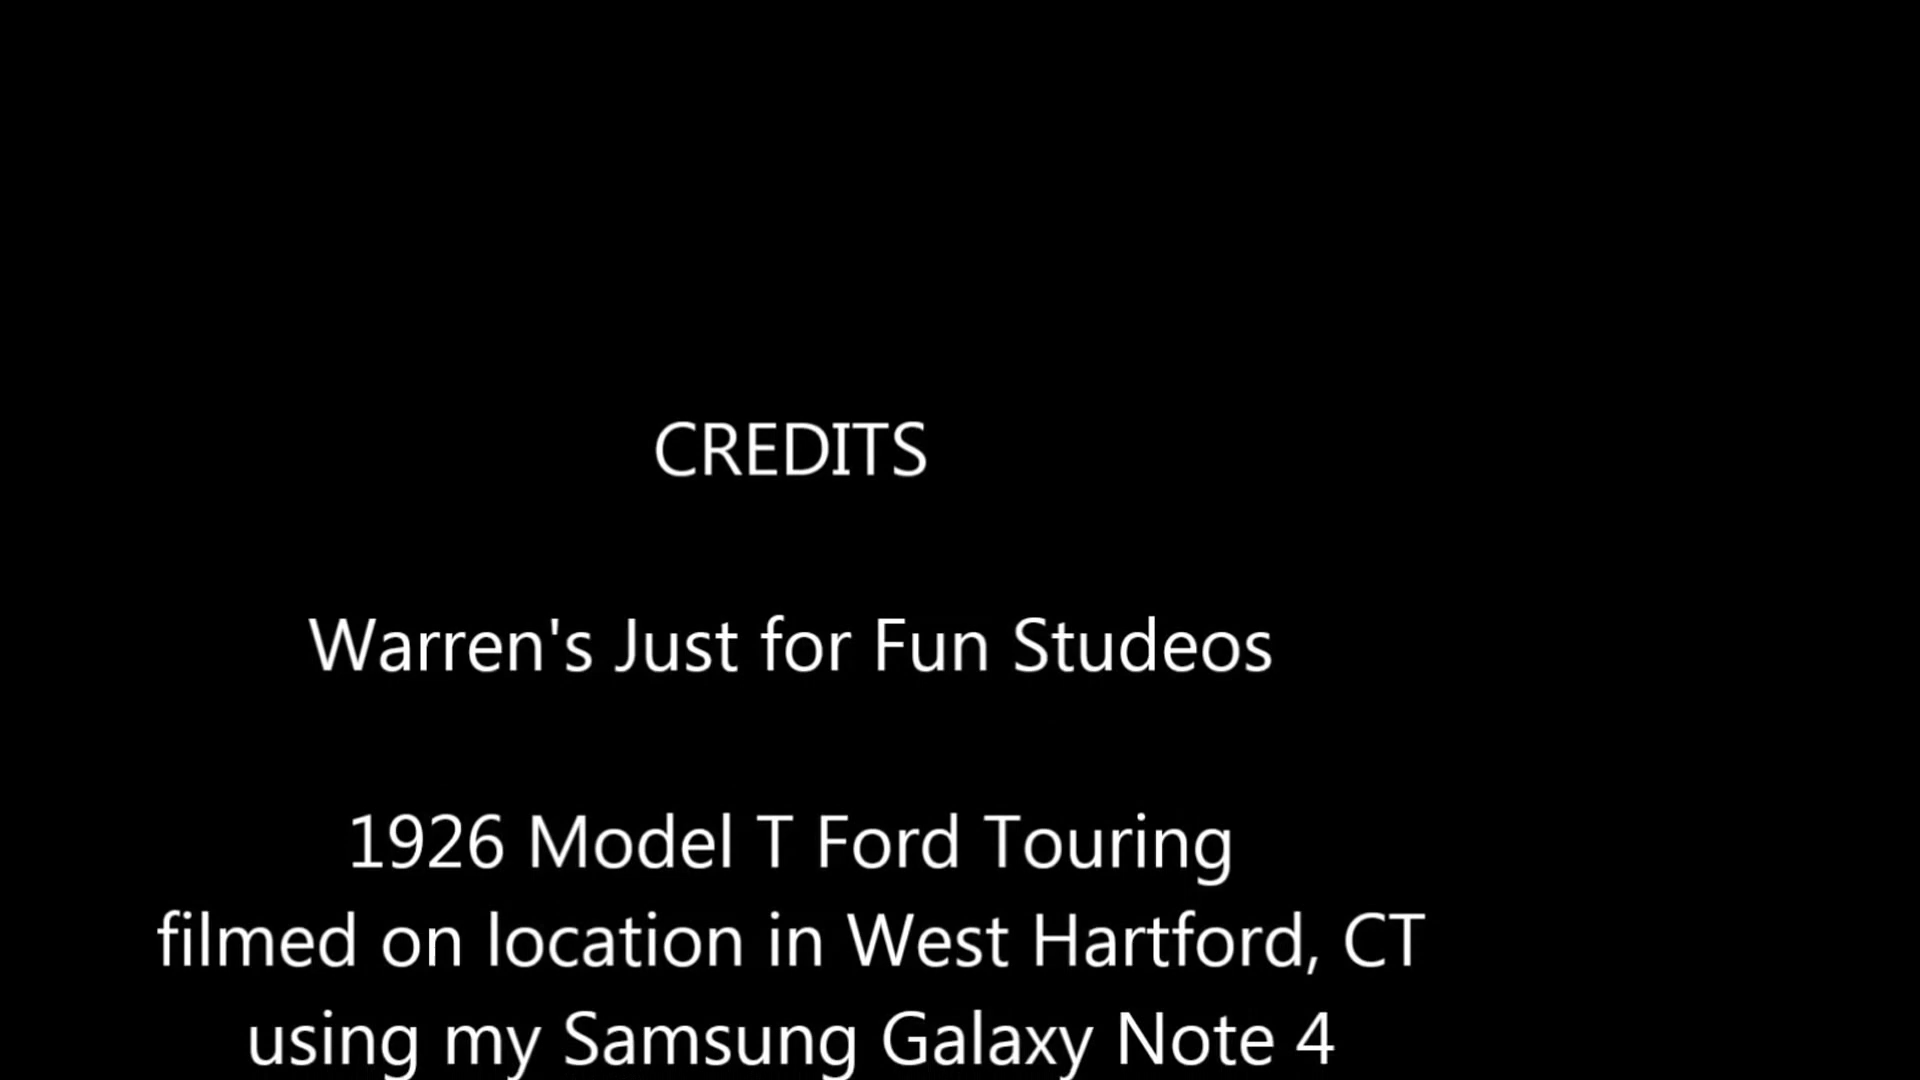 CREDITS
Warren's Just for Fun Studeos
1926 Model T Ford Touring
filmed on location in West Hartford, CT
using my Samsung Galaxy Note 4